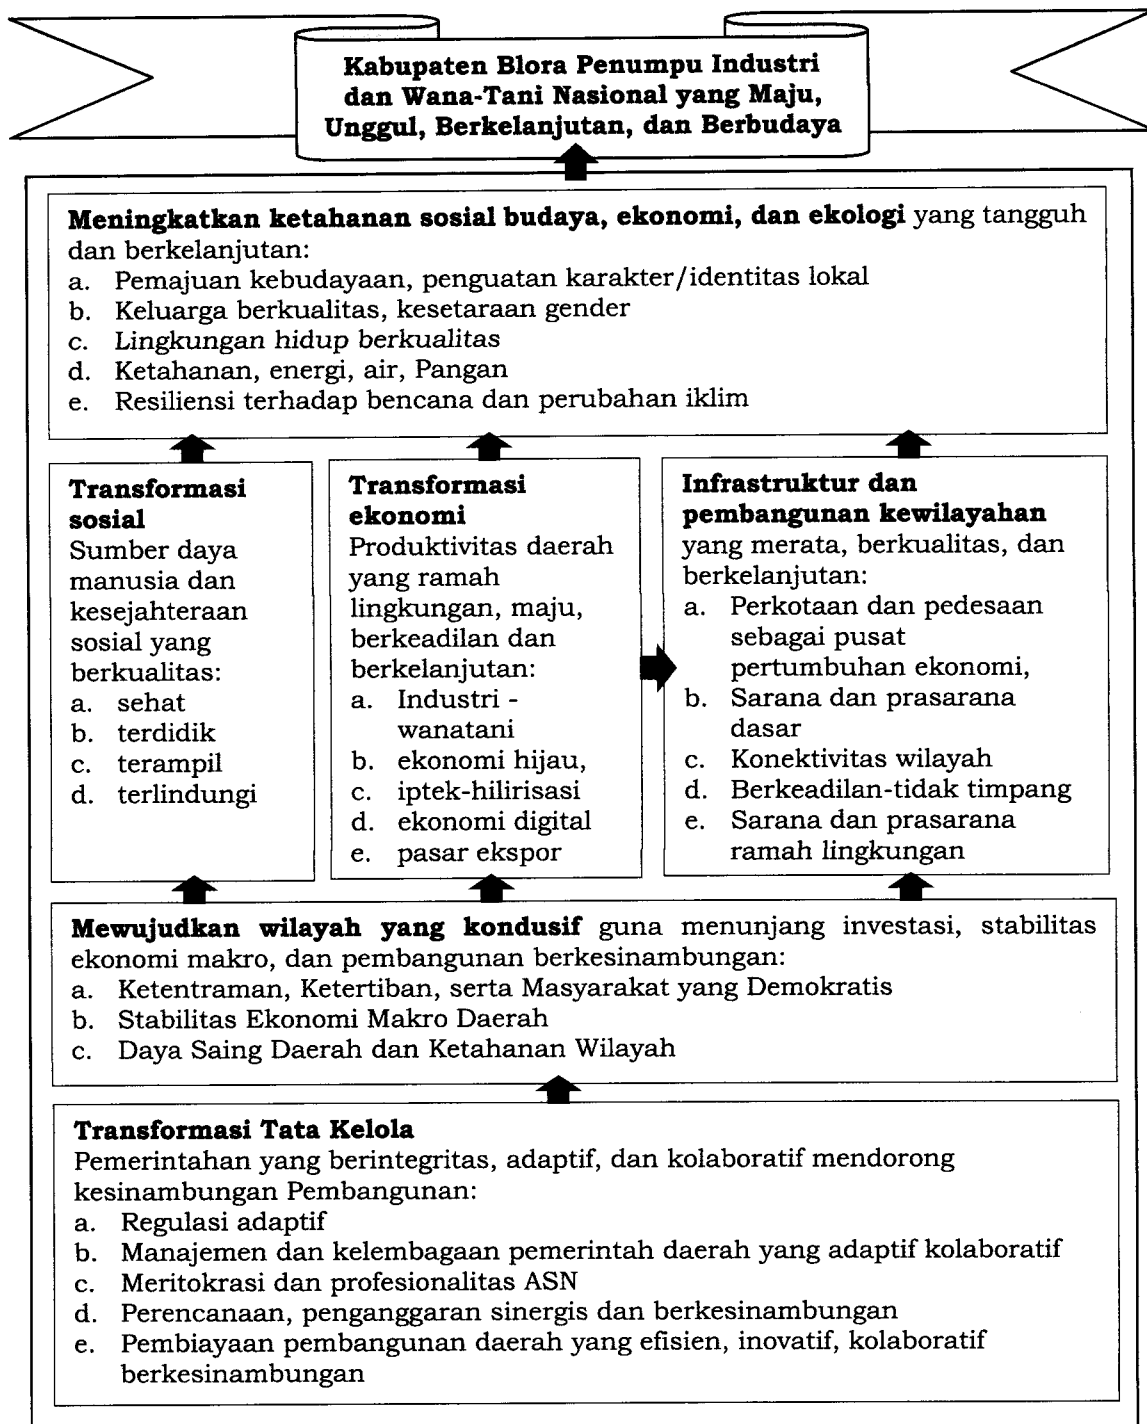 Kabupaten Blora Penumpu Industri
dan Wana-Tani Nasional yang Maju,
Unggul, Berkelanjutan, dan Berbudaya
Meningkatkan ketahanan sosial budaya, ekonomi, dan ekologi yang tangguh
dan berkelanjutan:
a. Pemajuan kebudayaan, penguatan karakter/identitas lokal
b. Keluarga berkualitas, kesetaraan gender
c. Lingkungan hidup berkualitas
d. Ketahanan, energi, air, Pangan
e. Resiliensi terhadap bencana dan perubahan iklim
Transformasi
sosial
Sumber daya
manusia dan
kesejahteraan
sosial yang
berkualitas:
a. sehat
b. terdidik
c. terampil
d. terlindungi
Transformasi
ekonomi
Produktivitas daerah
yang ramah
lingkungan, maju,
berkeadilan dan
berkelanjutan:
a. Industri -
wanatani
b. ekonomi hijau,
c. iptek-hilirisasi
d. ekonomi digital
e. pasar ekspor
Infrastruktur dan
pembangunan kewilayahan
yang merata, berkualitas, dan
berkelanjutan:
a. Perkotaan dan pedesaan
sebagai pusat
pertumbuhan ekonomi,
b. Sarana dan prasarana
dasar
c. Konektivitas wilayah
d. Berkeadilan-tidak timpang
e. Sarana dan prasarana
ramah lingkungan
Mewujudkan wilayah yang kondusif guna menunjang investasi, stabilitas
ekonomi makro, dan pembangunan berkesinambungan:
a. Ketentraman, Ketertiban, serta Masyarakat yang Demokratis
b. Stabilitas Ekonomi Makro Daerah
c. Daya Saing Daerah dan Ketahanan Wilayah
Transformasi Tata Kelola
Pemerintahan yang berintegritas, adaptif, dan kolaboratif mendorong
kesinambungan Pembangunan:
a. Regulasi adaptif
b. Manajemen dan kelembagaan pemerintah daerah yang adaptif kolaboratif
c. Meritokrasi dan profesionalitas ASN
d. Perencanaan, penganggaran sinergis dan berkesinambungan
e. Pembiayaan pembangunan daerah yang efisien, inovatif, kolaboratif
berkesinambungan